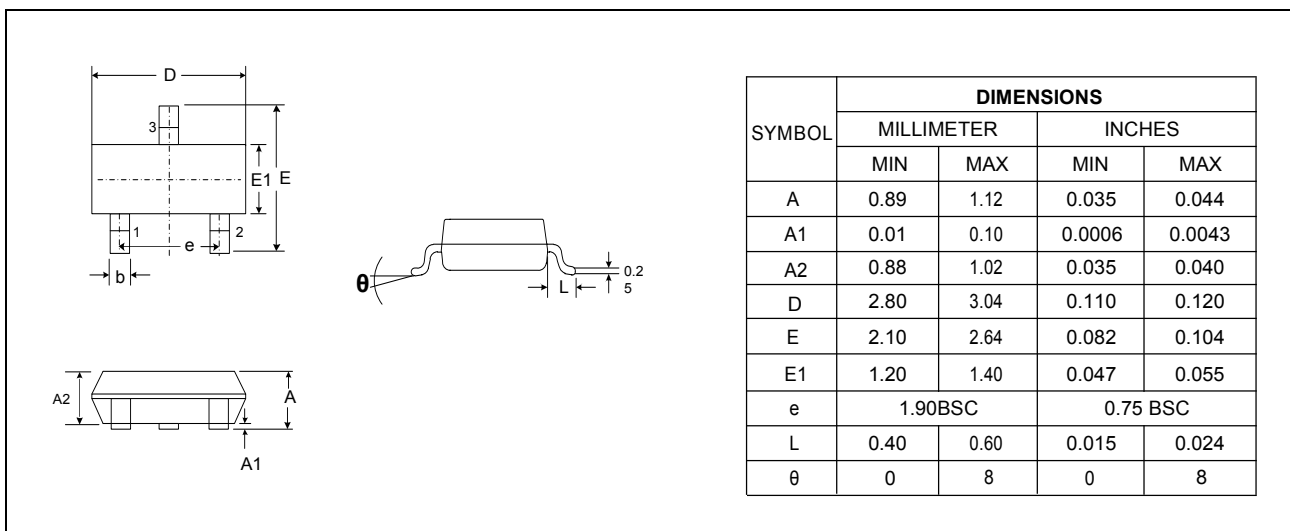 D
3
E1
E
1
2
e
b
θ
L
0.2
5
A2
A
A1
DIMENSIONS
SYMBOL MILLIMETER INCHES
MIN MAX MIN MAX
A 0.89 1.12 0.035 0.044
A1 0.01 0.10 0.0006 0.0043
A2 0.88 1.02 0.035 0.040
D 2.80 3.04 0.110 0.120
E 2.10 2.64 0.082 0.104
E1 1.20 1.40 0.047 0.055
e 1.90BSC 0.75 BSC
L 0.40 0.60 0.015 0.024
θ 0 8 0 8